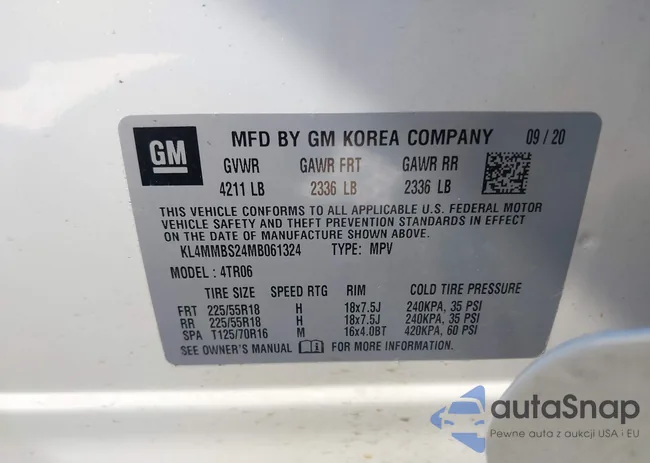 GM
MFD BY GM KOREA COMPANY 09/20
GVWR GAWR FRT GAWR RR
4211 LB 2336 LB 2336 LB
THIS VEHICLE CONFORMS TO ALL APPLICABLE U.S. FEDERAL MOTOR
VEHICLE SAFETY AND THEFT PREVENTION STANDARDS IN EFFECT
ON THE DATE OF MANUFACTURE SHOWN ABOVE.
KL4MMBS24MB061324 TYPE: MPV
MODEL: 4TR06
TIRE SIZE SPEED RTG RIM COLD TIRE PRESSURE
FRT 225/55R18 H 18x7.5J 240KPA, 35 PSI
RR 225/55R18 H 18x7.5J 240KPA, 35 PSI
SPA T125/70R16 M 16x4.0BT 420KPA, 60 PSI
SEE OWNER'S MANUAL FOR MORE INFORMATION.
autaSnap
Pewne auta z aukcji USA i EU